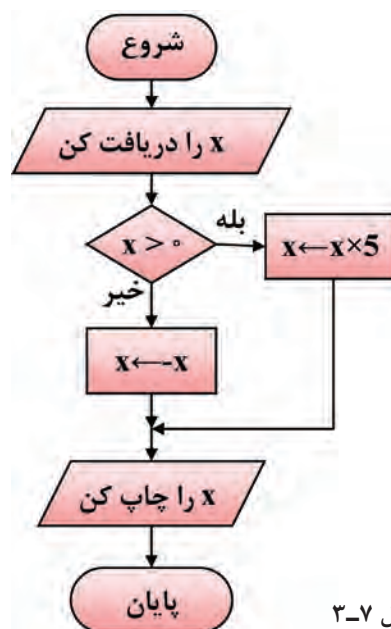 شروع
x را دریافت کن
x > ۰
بله
x←x×5
خیر
x←-x
x را چاپ کن
پایان
۳-۷